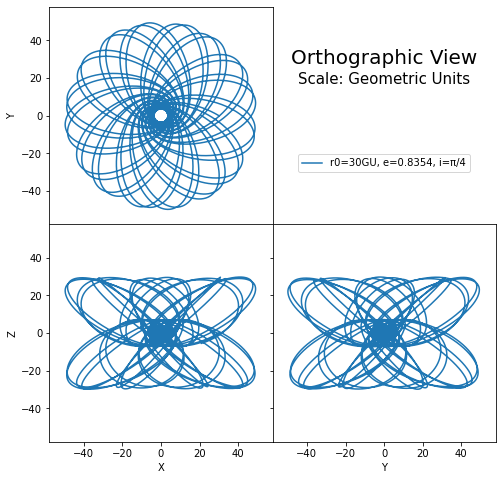 Orthographic View
Scale: Geometric Units
r0=30GU, e=0.8354, i=π/4
Y
40
20
0
−20
−40
Z
40
20
0
−20
−40
−40 −20 0 20 40
X
−40 −20 0 20 40
Y